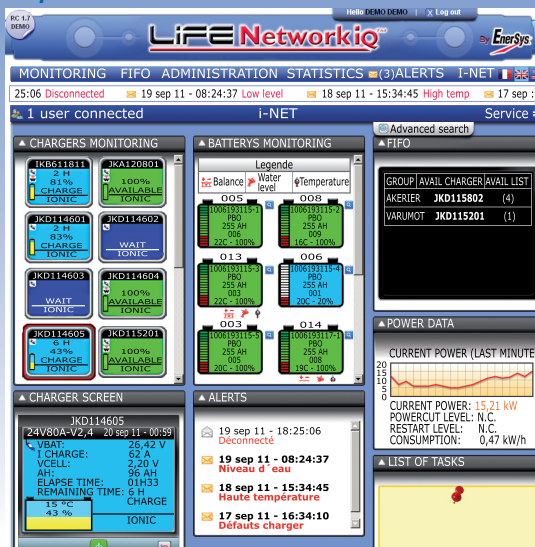 P.C 1.7
DEMO
Hello DEMO DEMO | X Log out
LiFE NetworkiQ
By EnerSys
MONITORING FIFO ADMINISTRATION STATISTICS (3)ALERTS I-NET
25:06 Disconnected 19 sep 11 - 08:24:37 Low level 18 sep 11 - 15:34:45 High temp 17 sep
1 user connected i-NET Service
Advanced search
CHARGERS MONITORING
JKB611811
2 H
81%
CHARGE
IONIC
JKA120801
100%
AVAILABLE
IONIC
JKD114601
2 H
83%
CHARGE
IONIC
JKD114602
WAIT
IONIC
JKD114603
WAIT
IONIC
JKD114604
100%
AVAILABLE
IONIC
JKD114605
6 H
43%
CHARGE
IONIC
JKD115201
100%
AVAILABLE
IONIC
BATTERYS MONITORING
Legende
Balance Water level Temperature
005
1006193115-1
PBO
255 AH
006
22C - 100%
008
1006193115-2
PBO
255 AH
009
16C - 100%
013
1006193115-3
PBO
255 AH
003
22C - 100%
006
1006193115-4
PBO
255 AH
001
20C - 20%
003
1006193115-5
PBO
255 AH
005
20C - 100%
014
1006193117-1
PBO
255 AH
008
19C - 100%
FIFO
GROUP AVAIL CHARGER AVAIL LIST
AKERIER JKD115802 (4)
VARUMOT JKD115201 (1)
POWER DATA
CURRENT POWER (LAST MINUTE
20
15
10
5
0
CURRENT POWER: 15,21 kW
POWERCUT LEVEL: N.C.
RESTART LEVEL: N.C.
CONSUMPTION: 0,47 kW/h
CHARGER SCREEN
JKD114605
24V80A-V2,4 20 sep 11 - 00:59
VBAT: 26,42 V
I CHARGE: 62 A
VCELL: 2,20 V
AH: 96 AH
ELAPSE TIME: 01H33
REMAINING TIME: 6 H
CHARGE
15 °C
43 %
IONIC
ALERTS
19 sep 11 - 18:25:06
Déconnecté
19 sep 11 - 08:24:37
Niveau d´eau
18 sep 11 - 15:34:45
Haute température
17 sep 11 - 16:34:10
Défauts charger
LIST OF TASKS